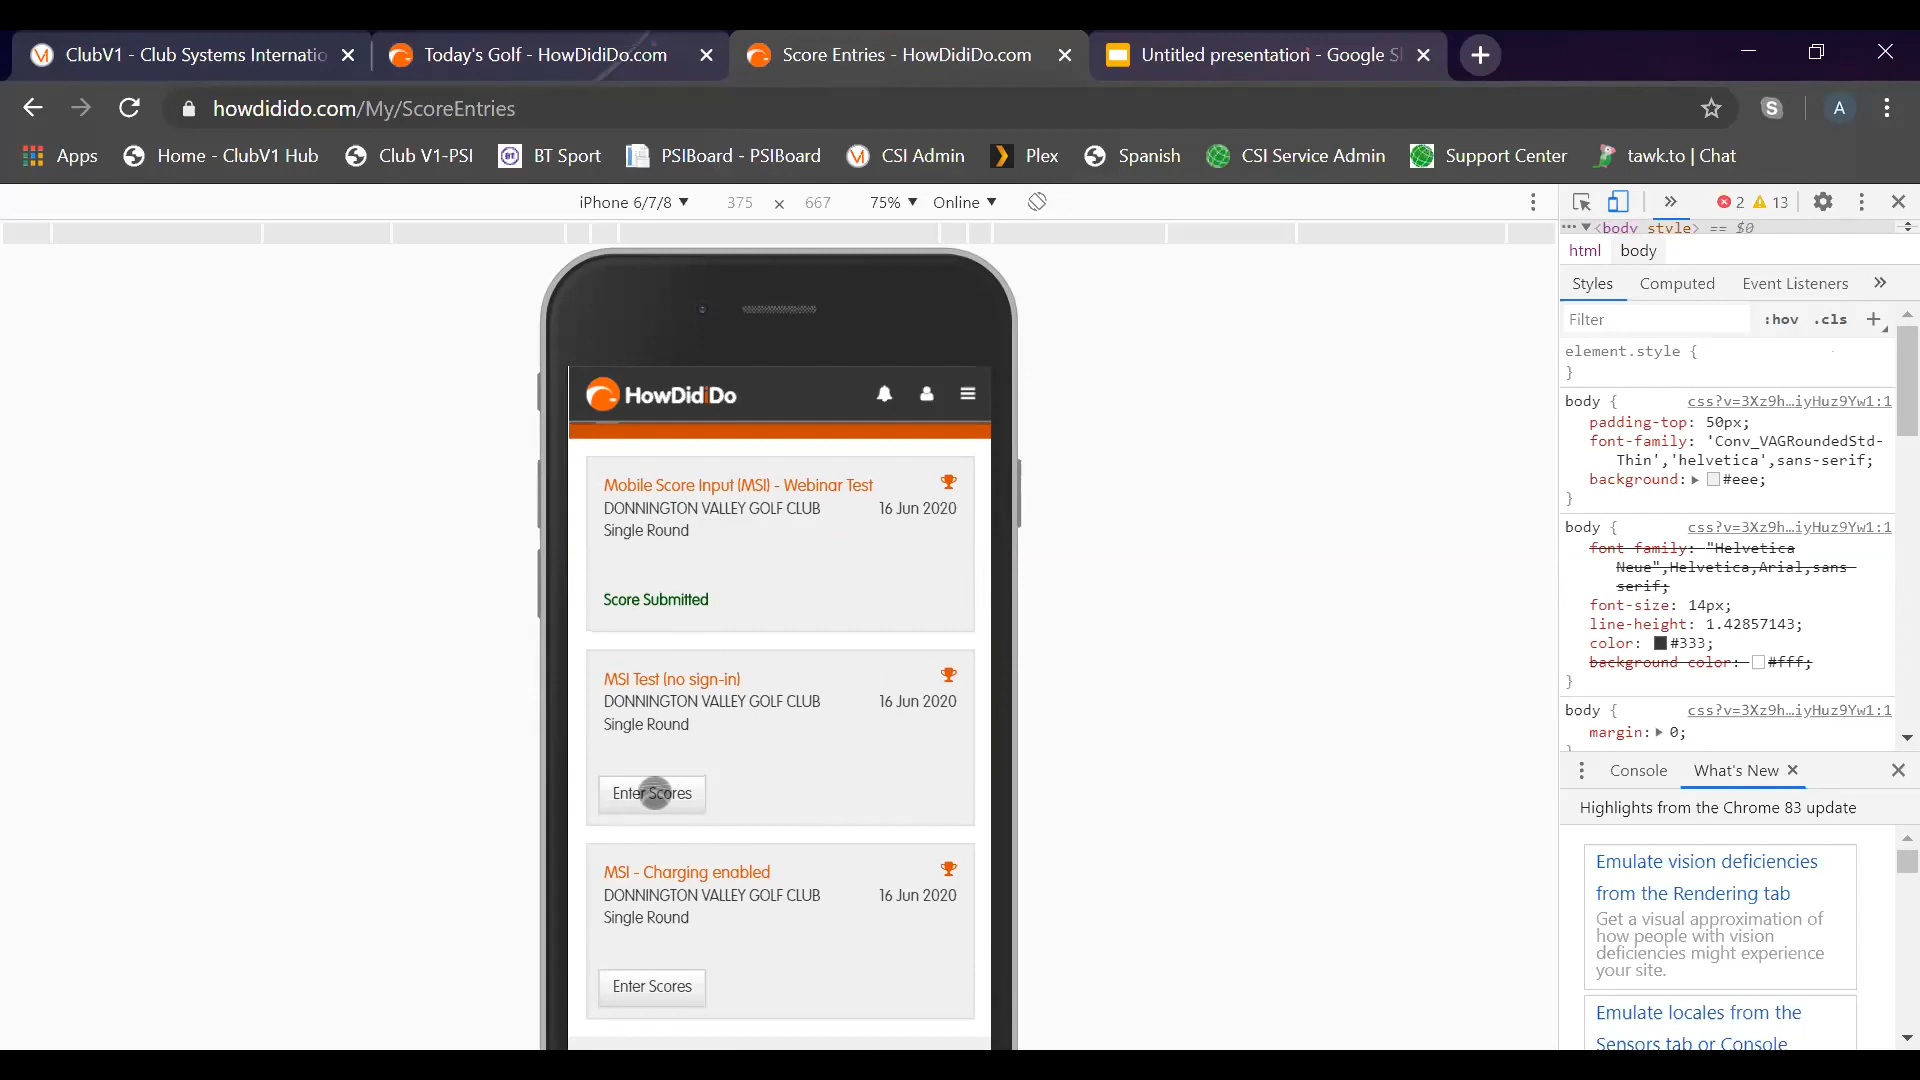 ClubV1 - Club Systems Internatio
Today's Golf - HowDidiDo.com
Score Entries - HowDidiDo.com
Untitled presentation - Google Sl
howdidido.com/My/ScoreEntries
A
Apps
Home - ClubV1 Hub
Club V1-PSI
BT Sport
PSIBoard - PSIBoard
CSI Admin
Plex
Spanish
CSI Service Admin
Support Center
tawk.to | Chat
iPhone 6/7/8 ▼ 375 × 667 75% ▼ Online ▼
2 13
<body style> == $0
html body
Styles Computed Event Listeners
Filter :hov .cls
element.style {
}
body { css?v=3Xz9h…iyHuz9Yw1:1
padding-top: 50px;
font-family: 'Conv_VAGRoundedStd-
Thin','helvetica',sans-serif;
background: #eee;
}
body { css?v=3Xz9h…iyHuz9Yw1:1
font-family: "Helvetica
Neue",Helvetica,Arial,sans-
serif;
font-size: 14px;
line-height: 1.42857143;
color: #333;
background-color: #fff;
}
body { css?v=3Xz9h…iyHuz9Yw1:1
margin: 0;
}
Console What's New
Highlights from the Chrome 83 update
Emulate vision deficiencies
from the Rendering tab
Get a visual approximation of
how people with vision
deficiencies might experience
your site.
Emulate locales from the
Sensors tab or Console
HowDidiDo
Mobile Score Input (MSI) - Webinar Test
DONNINGTON VALLEY GOLF CLUB 16 Jun 2020
Single Round
Score Submitted
MSI Test (no sign-in)
DONNINGTON VALLEY GOLF CLUB 16 Jun 2020
Single Round
Enter Scores
MSI - Charging enabled
DONNINGTON VALLEY GOLF CLUB 16 Jun 2020
Single Round
Enter Scores